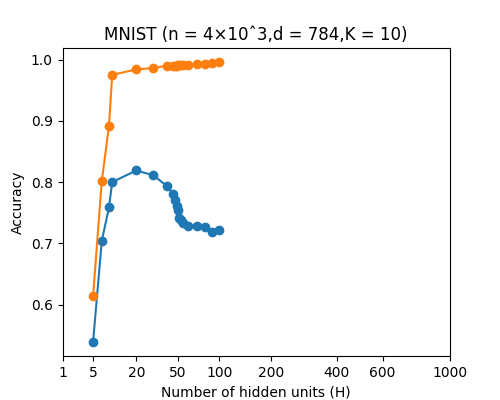 MNIST (n = 4×10ˆ3,d = 784,K = 10)
1.0
0.9
0.8
0.7
0.6
Accuracy
1 5 20 50 100 200 400 600 1000
Number of hidden units (H)